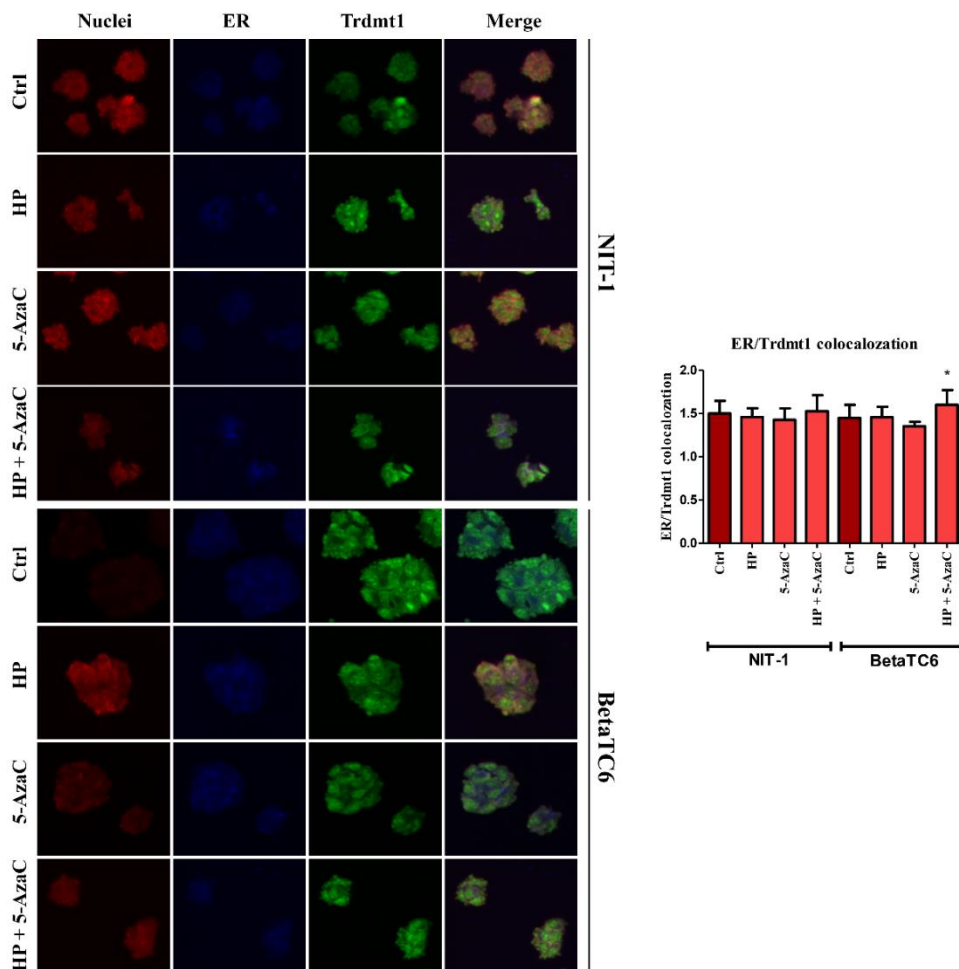 Nuclei ER Trdmt1 Merge
Ctrl
HP
5-AzaC
HP + 5-AzaC
NIT-1
Ctrl
HP
5-AzaC
HP + 5-AzaC
BetaTC6
ER/Trdmt1 colocalozation
ER/Trdmt1 colocalozation
2.0
1.5
1.0
0.5
0.0
*
Ctrl
HP
5-AzaC
HP + 5-AzaC
Ctrl
HP
5-AzaC
HP + 5-AzaC
NIT-1 BetaTC6